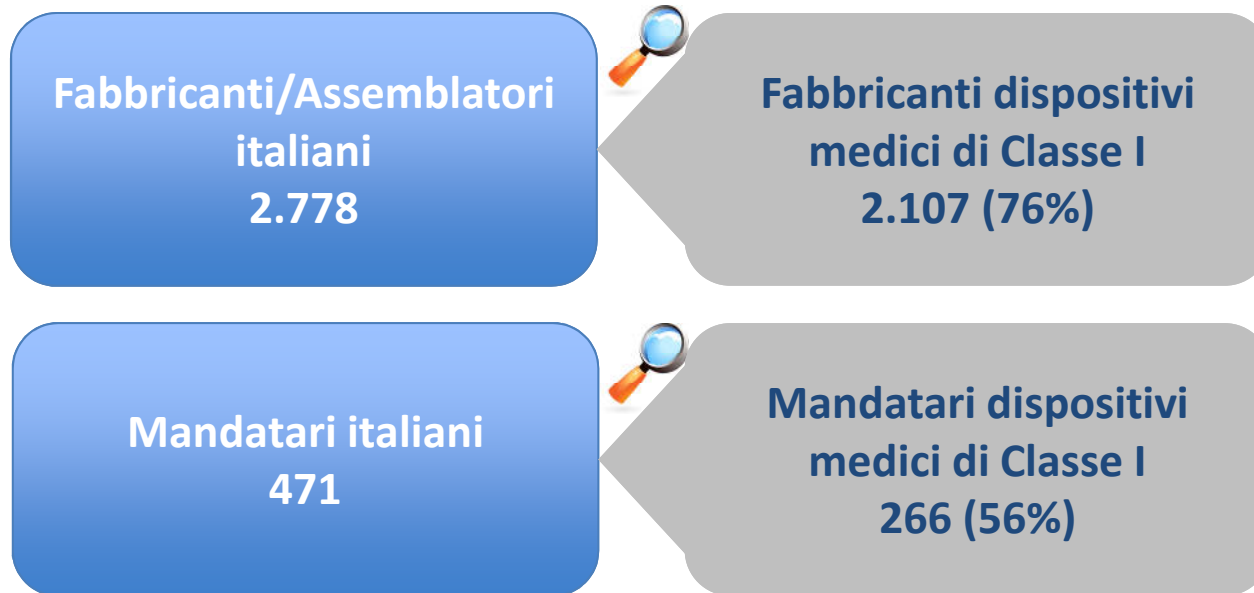 Fabbricanti/Assemblatori
italiani
2.778
Fabbricanti dispositivi
medici di Classe I
2.107 (76%)
Mandatari italiani
471
Mandatari dispositivi
medici di Classe I
266 (56%)